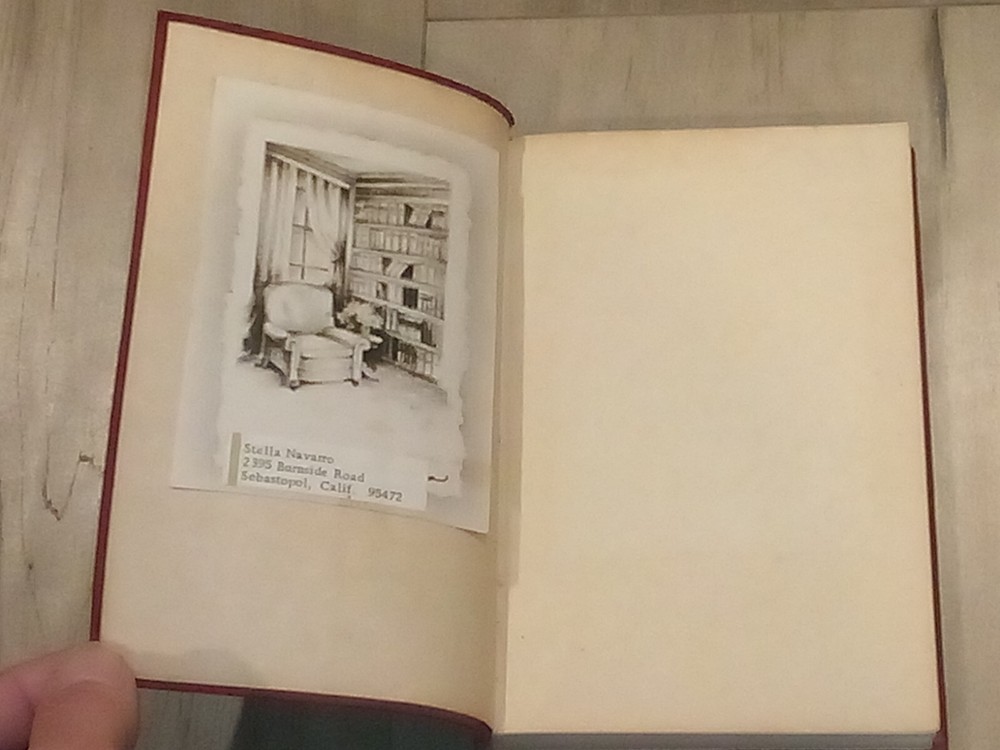 Stella Navarro
2395 Burnside Road
Sebastopol, Calif. 95472